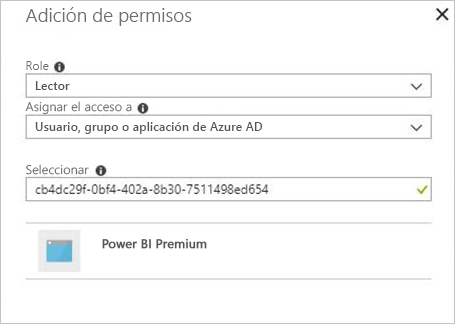 Adición de permisos
Role
Lector
Asignar el acceso a
Usuario, grupo o aplicación de Azure AD
Seleccionar
cb4dc29f-0bf4-402a-8b30-7511498ed654
Power BI Premium